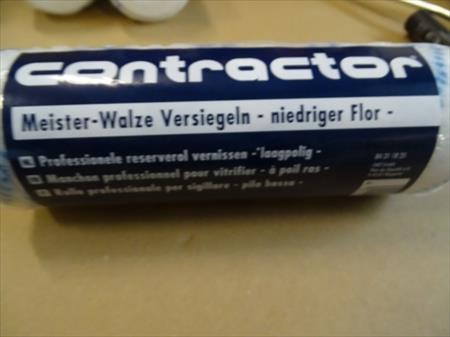 contractor
Meister-Walze Versiegeln - niedriger Flor -
Professionele reserverol vernissen - laagpolig -
Manchon professionnel pour vitrifier - à poil ras -
Rullo professionale per sigillare - pelo basso -